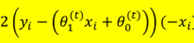 2 (y_i − (θ_1^{(t)} x_i + θ_0^{(t)})) (−x_i)